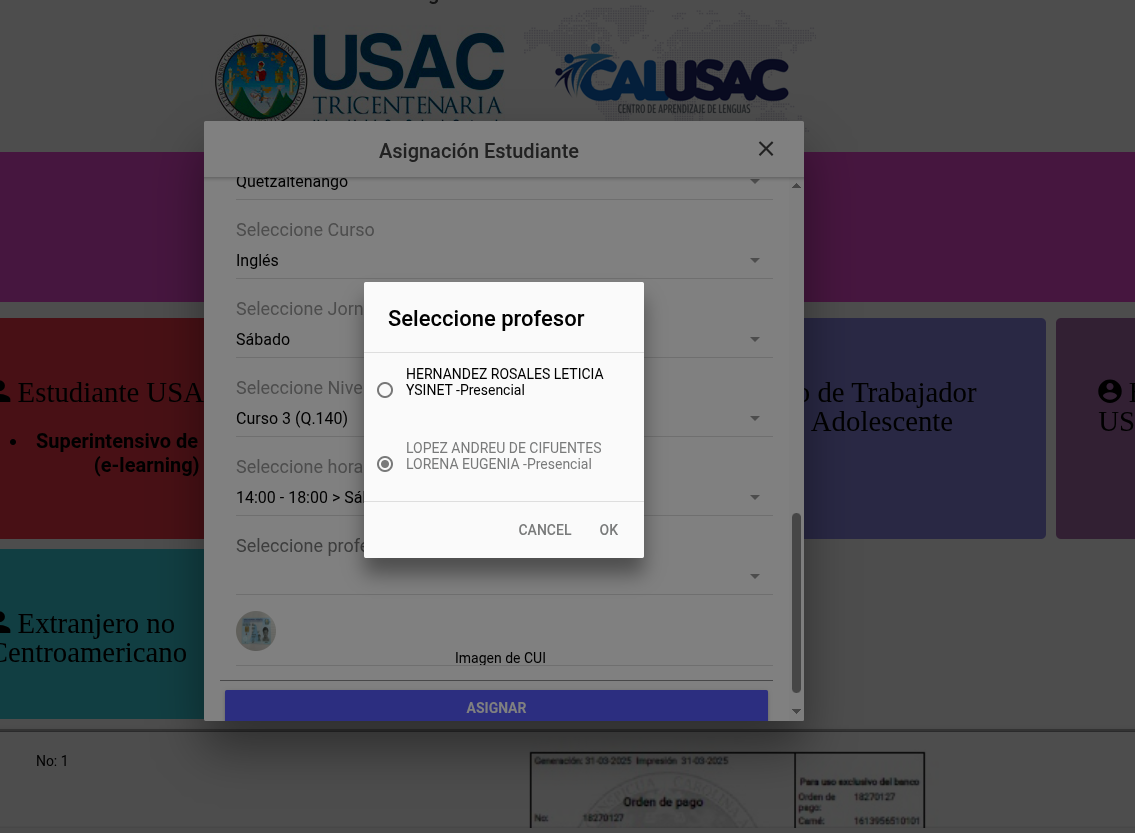 USAC
TRICENTENARIA
CALUSAC
CENTRO DE APRENDIZAJE DE LENGUAS
Asignación Estudiante
Quetzaltenango
Seleccione Curso
Inglés
Seleccione Jorn
Sábado
Seleccione Nive
Curso 3 (Q.140)
Seleccione hora
14:00 - 18:00 > Sá
Seleccione profe
Imagen de CUI
ASIGNAR
Seleccione profesor
HERNANDEZ ROSALES LETICIA
YSINET -Presencial
LOPEZ ANDREU DE CIFUENTES
LORENA EUGENIA -Presencial
CANCEL OK
Estudiante USA
• Superintensivo de
(e-learning)
o de Trabajador
Adolescente
US
Extranjero no
Centroamericano
No: 1
Generación: 31-03-2025 Impresión 31-03-2025
Orden de pago
No. 18270127
Para uso exclusivo del banco
Orden de pago: 18270127
Carné: 1613956510101